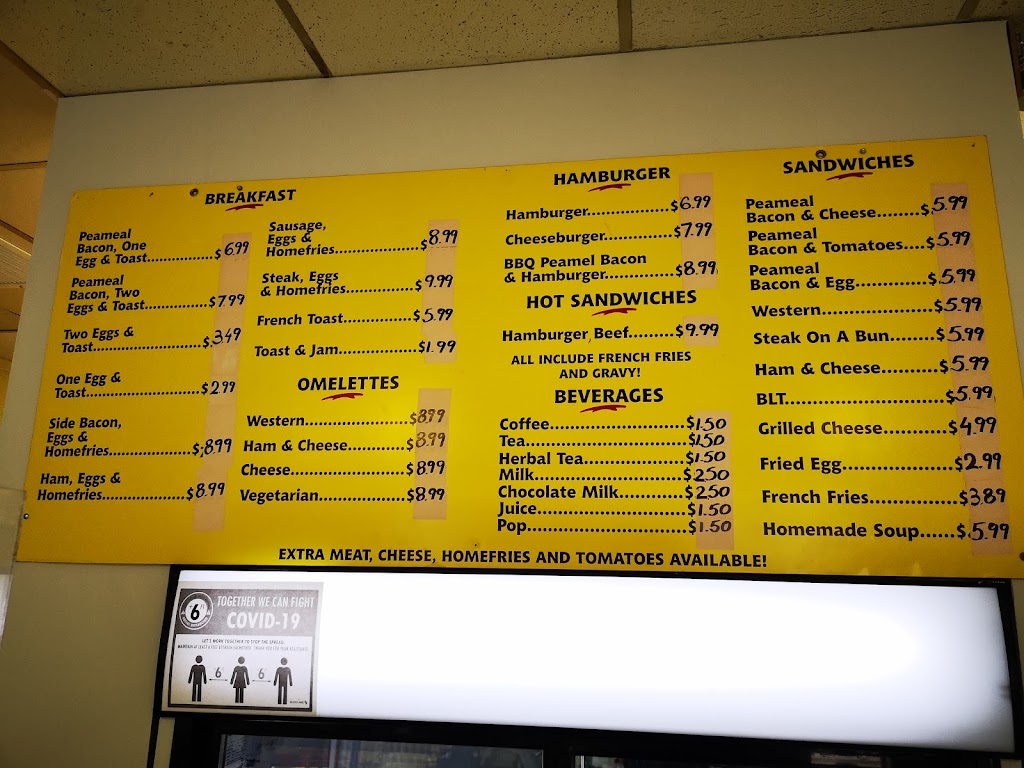 BREAKFAST
Peameal
Bacon, One
Egg & Toast..............$ 6.99
Peameal
Bacon, Two
Eggs & Toast.............$7.99
Two Eggs &
Toast......................$3.49
One Egg &
Toast.......................$2.99
Side Bacon,
Eggs &
Homefries..................$8.99
Ham, Eggs &
Homefries.................$8.99
Sausage,
Eggs &
Homefries.................$8.99
Steak, Eggs
& Homefries.............$9.99
French Toast.............$5.99
Toast & Jam...............$1.99
OMELETTES
Western.....................$8.99
Ham & Cheese...........$8.99
Cheese......................$8.99
Vegetarian................$8.99
HAMBURGER
Hamburger................$6.99
Cheeseburger.............$7.99
BBQ Peamel Bacon
& Hamburger.............$8.99
HOT SANDWICHES
Hamburger, Beef.......$9.99
ALL INCLUDE FRENCH FRIES
AND GRAVY!
BEVERAGES
Coffee.........................$1.50
Tea.............................$1.50
Herbal Tea..................$1.50
Milk............................$2.50
Chocolate Milk............$2.50
Juice..........................$1.50
Pop............................$1.50
SANDWICHES
Peameal
Bacon & Cheese.......$5.99
Peameal
Bacon & Tomatoes....$5.99
Peameal
Bacon & Egg............$5.99
Western..................$5.99
Steak On A Bun........$5.99
Ham & Cheese..........$5.99
BLT.........................$5.99
Grilled Cheese..........$4.99
Fried Egg.................$2.99
French Fries.............$3.89
Homemade Soup......$5.99
EXTRA MEAT, CHEESE, HOMEFRIES AND TOMATOES AVAILABLE!
6
TOGETHER WE CAN FIGHT
COVID-19
LET'S WORK TOGETHER TO STOP THE SPREAD.
6 6